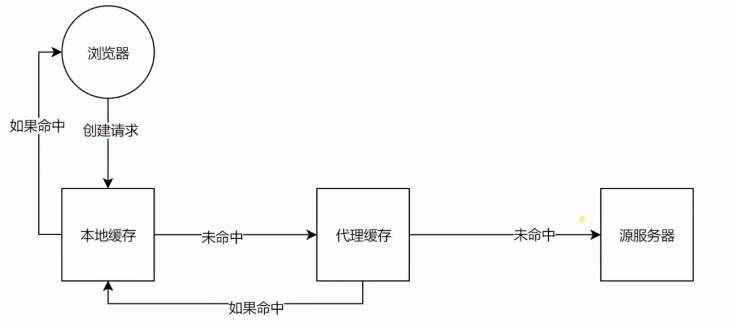 浏览器
如果命中
创建请求
本地缓存
未命中
代理缓存
未命中
源服务器
如果命中